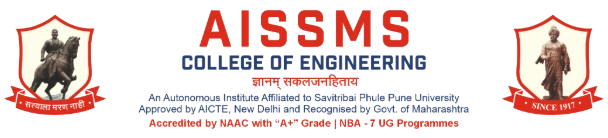 AISSMS
COLLEGE OF ENGINEERING
ज्ञानम् सकलजनहिताय
An Autonomous Institute Affiliated to Savitribai Phule Pune University
Approved by AICTE, New Delhi and Recognised by Govt. of Maharashtra
Accredited by NAAC with "A+" Grade | NBA - 7 UG Programmes
सत्याला मरण नाही
• SINCE 1917 •